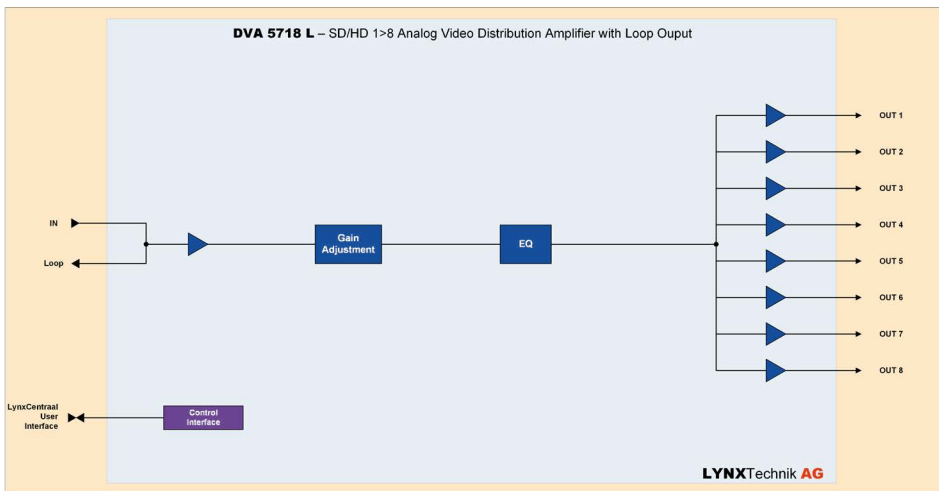 DVA 5718 L – SD/HD 1>8 Analog Video Distribution Amplifier with Loop Ouput
OUT 1
OUT 2
OUT 3
IN
Gain
Adjustment
EQ
OUT 4
Loop
OUT 5
OUT 6
OUT 7
OUT 8
LynxCentraal
User
Interface
Control
Interface
LYNXTechnik AG